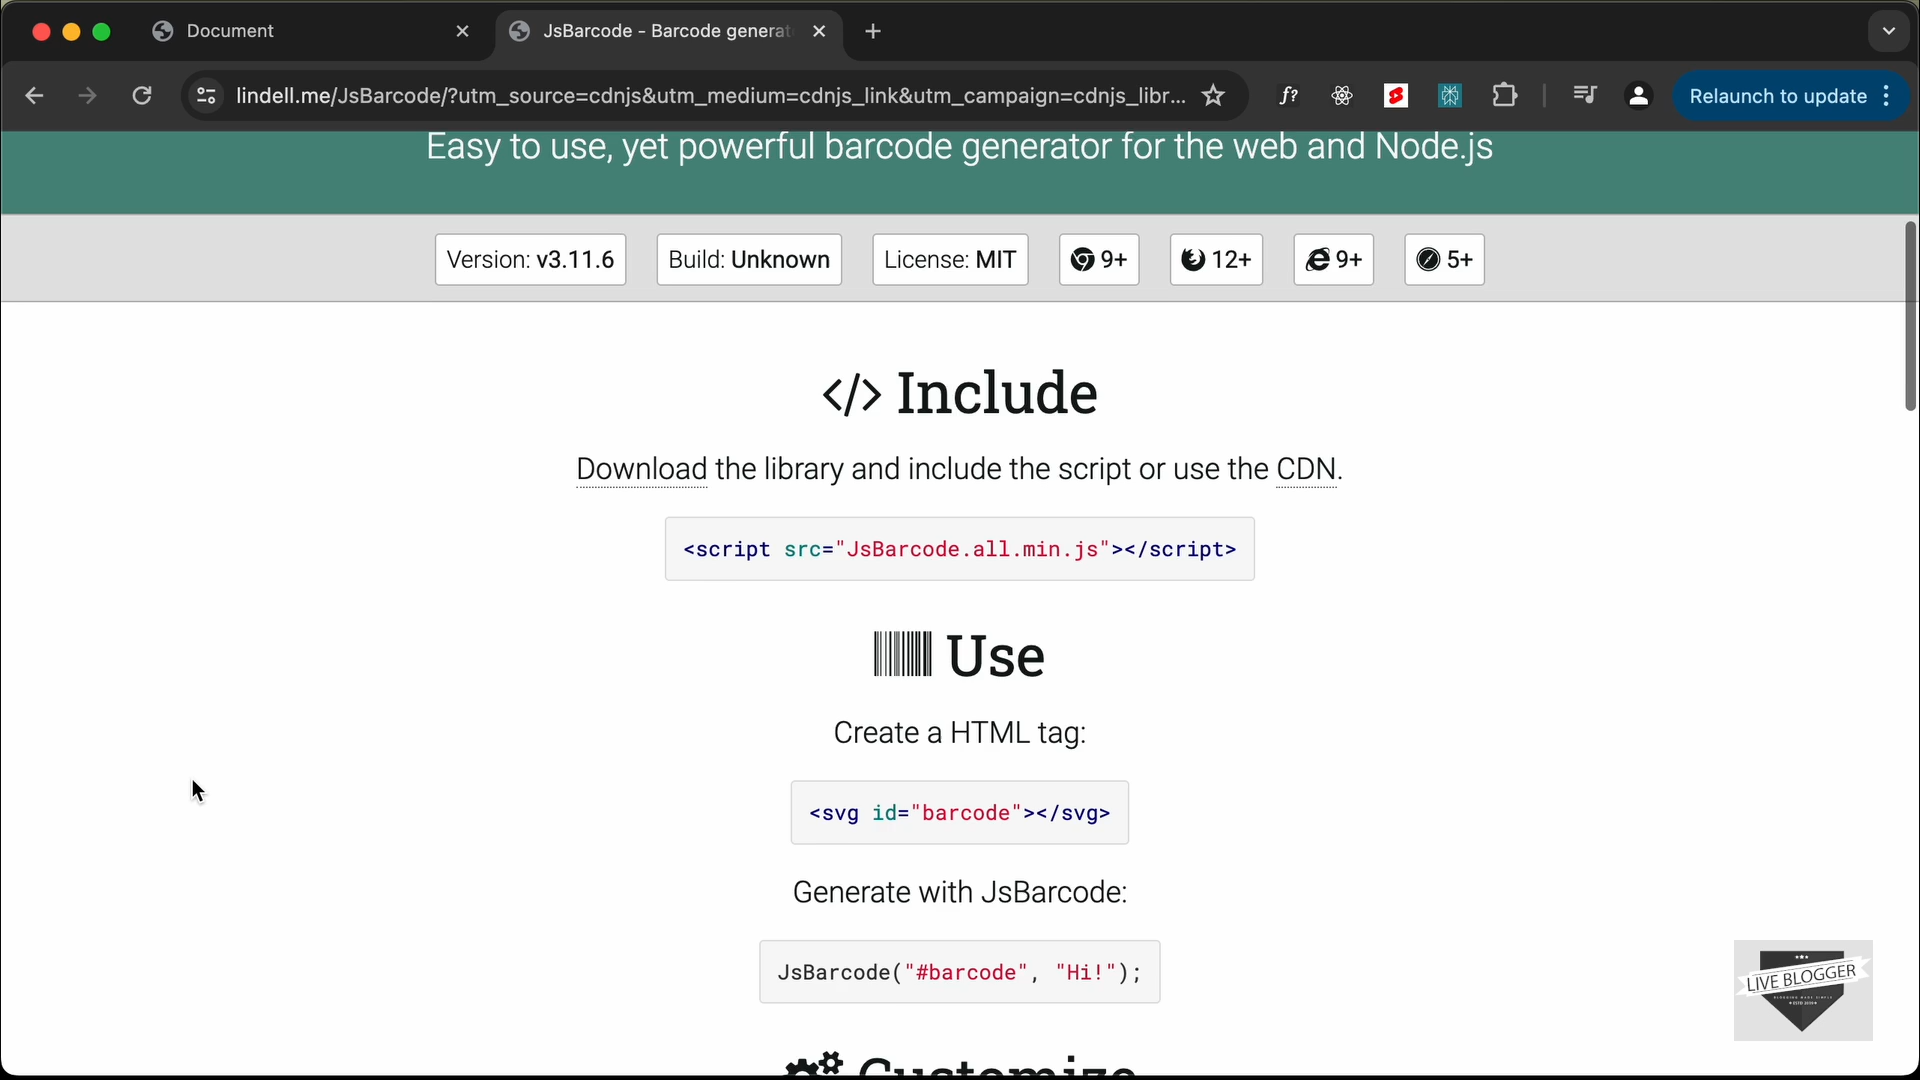 Document
JsBarcode - Barcode generat
lindell.me/JsBarcode/?utm_source=cdnjs&utm_medium=cdnjs_link&utm_campaign=cdnjs_libr...
f?
Relaunch to update
Easy to use, yet powerful barcode generator for the web and Node.js
Version: v3.11.6
Build: Unknown
License: MIT
9+
12+
9+
5+
</> Include
Download the library and include the script or use the CDN.
<script src="JsBarcode.all.min.js"></script>
Use
Create a HTML tag:
<svg id="barcode"></svg>
Generate with JsBarcode:
JsBarcode("#barcode", "Hi!");
Customize
LIVE BLOGGER